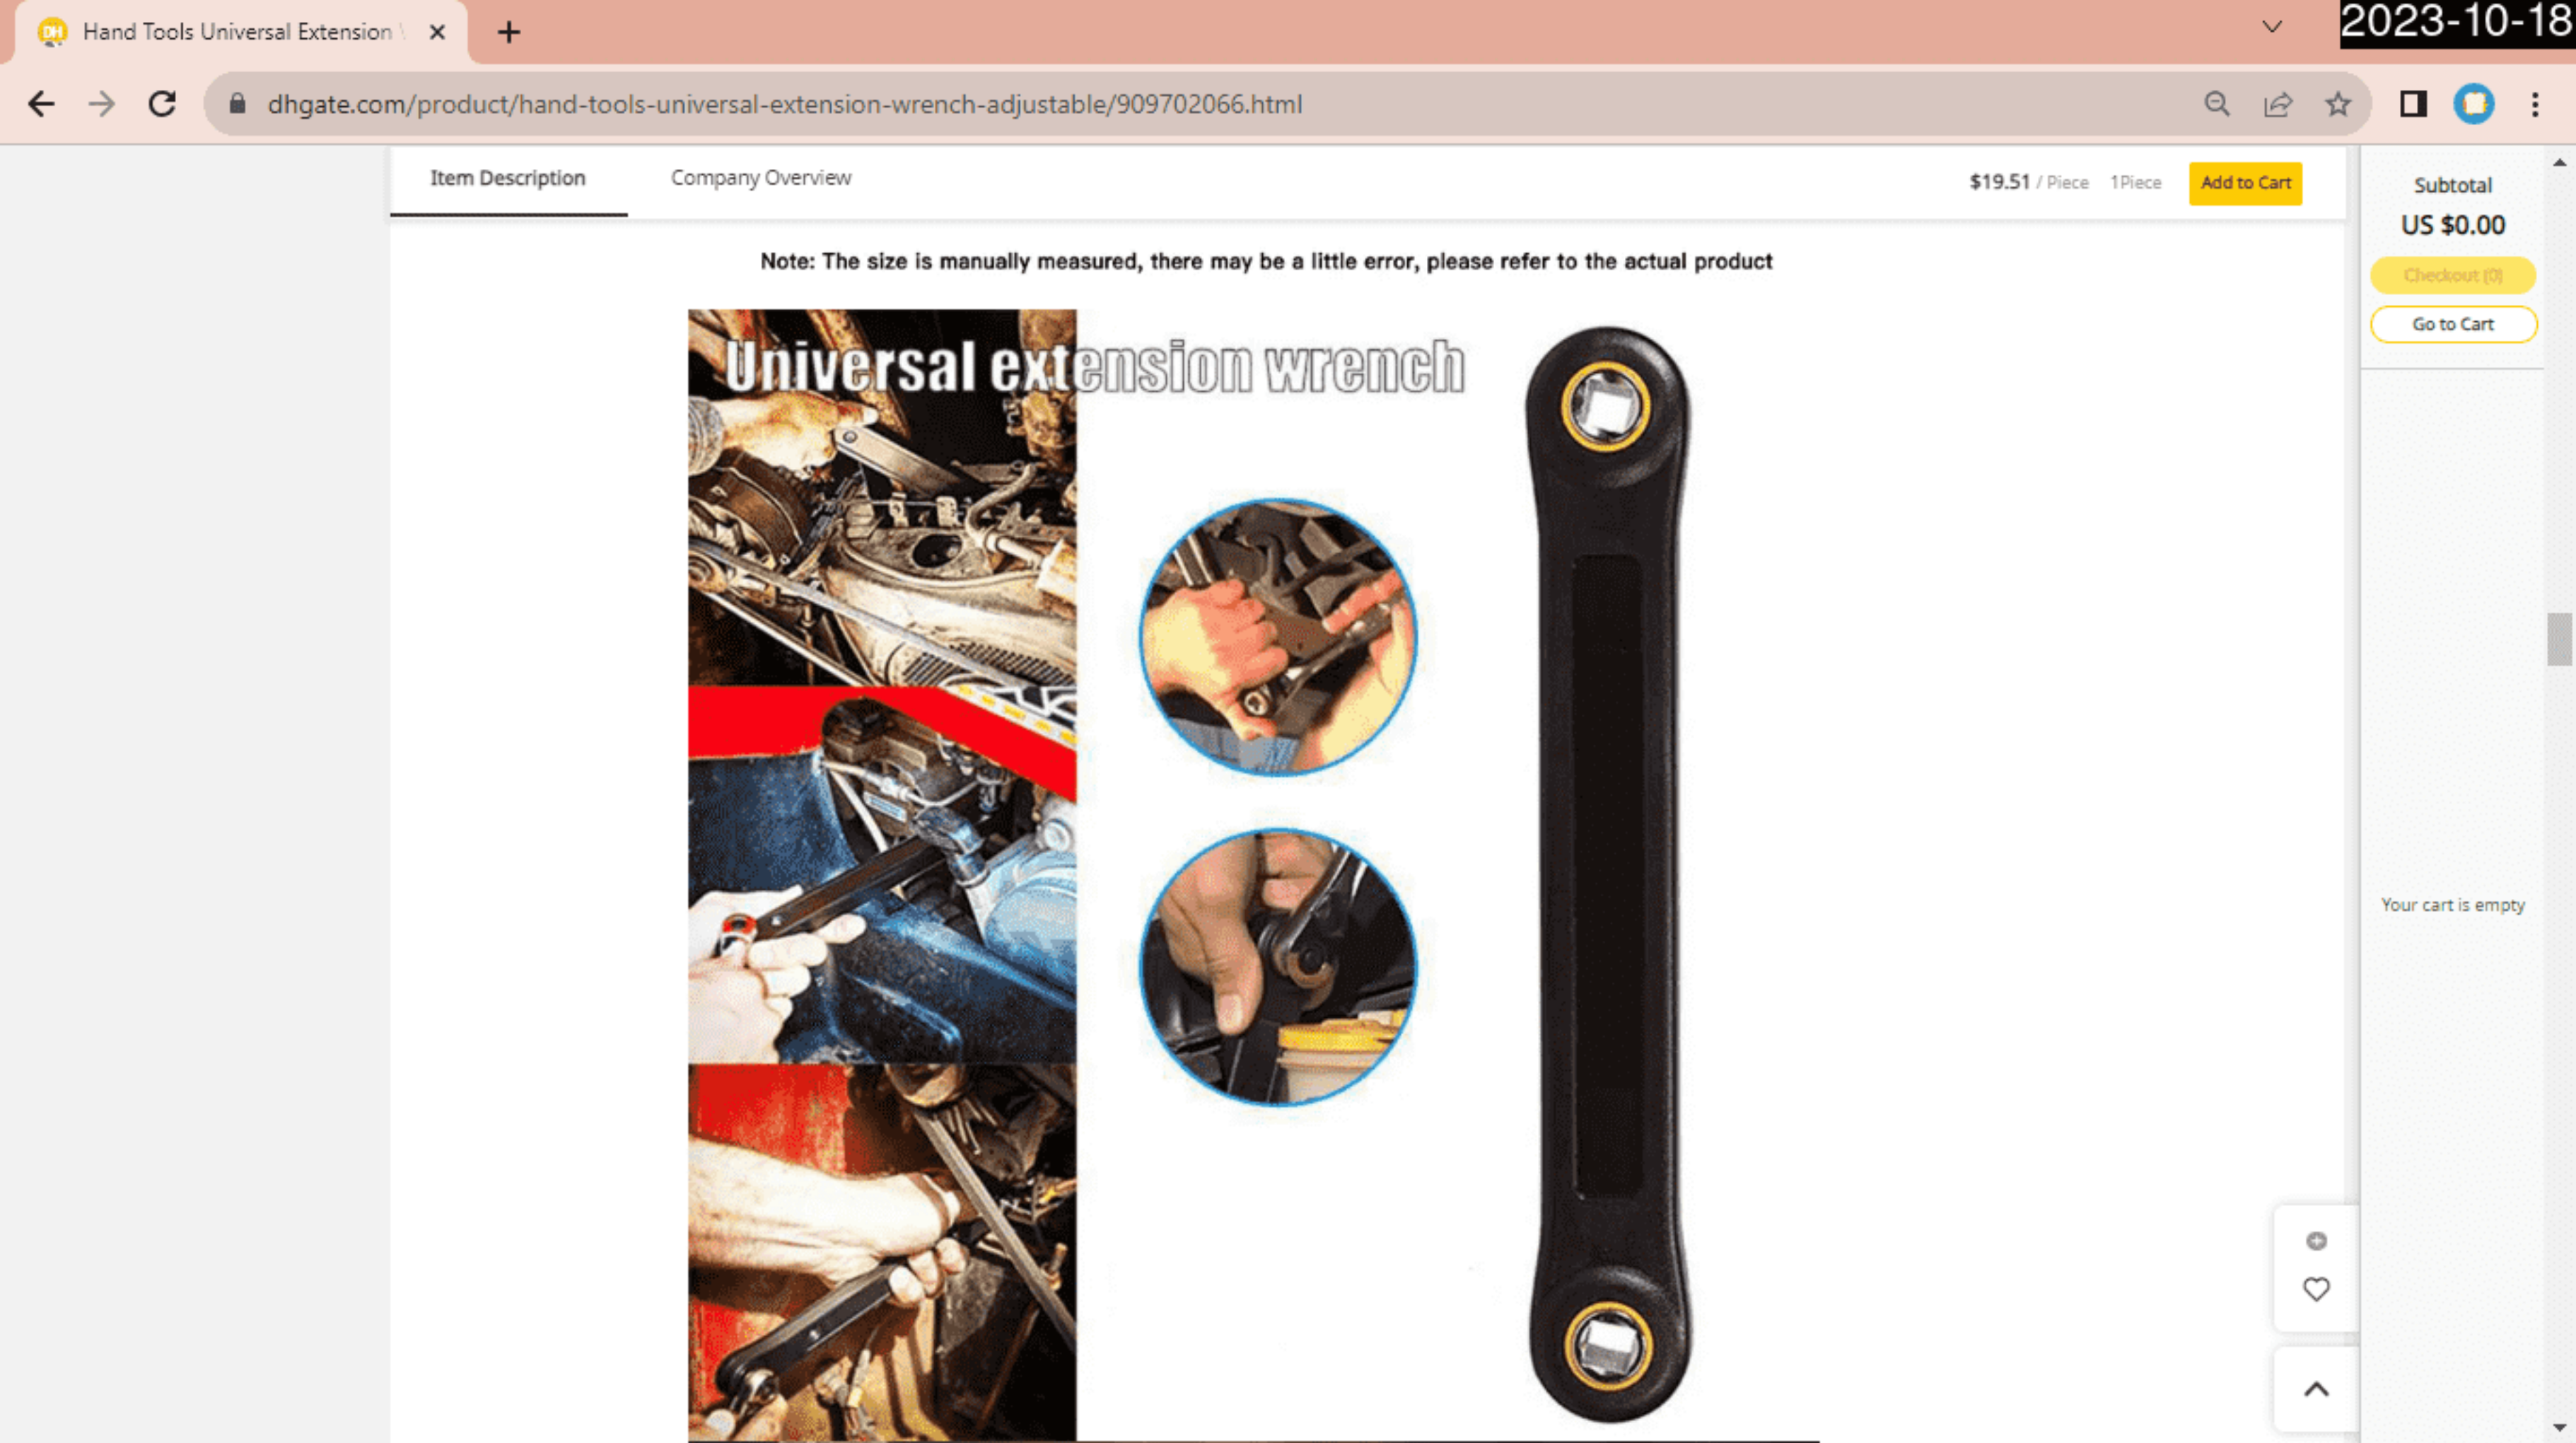 Hand Tools Universal Extension
2023-10-18
dhgate.com/product/hand-tools-universal-extension-wrench-adjustable/909702066.html
Item Description
Company Overview
$19.51 / Piece 1Piece
Add to Cart
Subtotal
US $0.00
Checkout (0)
Go to Cart
Note: The size is manually measured, there may be a little error, please refer to the actual product
Universal extension wrench
Your cart is empty